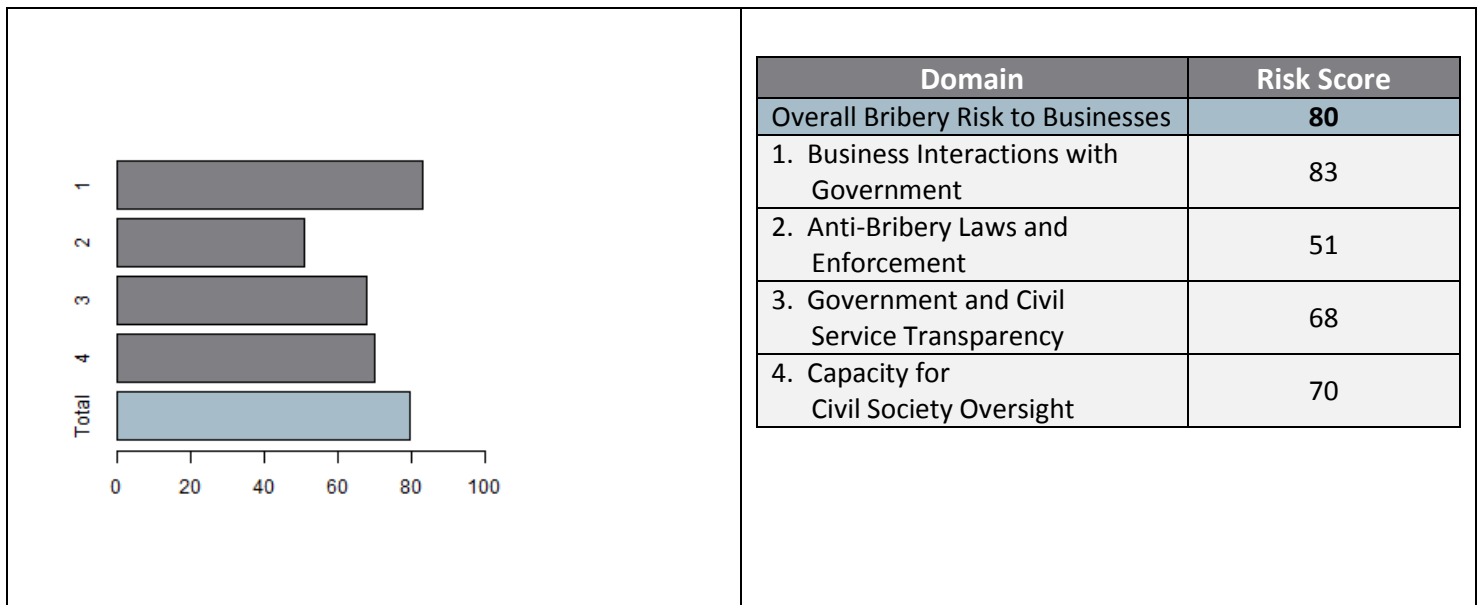 1
2
3
4
Total
0 20 40 60 80 100
Domain Risk Score
Overall Bribery Risk to Businesses 80
1. Business Interactions with
Government 83
2. Anti-Bribery Laws and
Enforcement 51
3. Government and Civil
Service Transparency 68
4. Capacity for
Civil Society Oversight 70